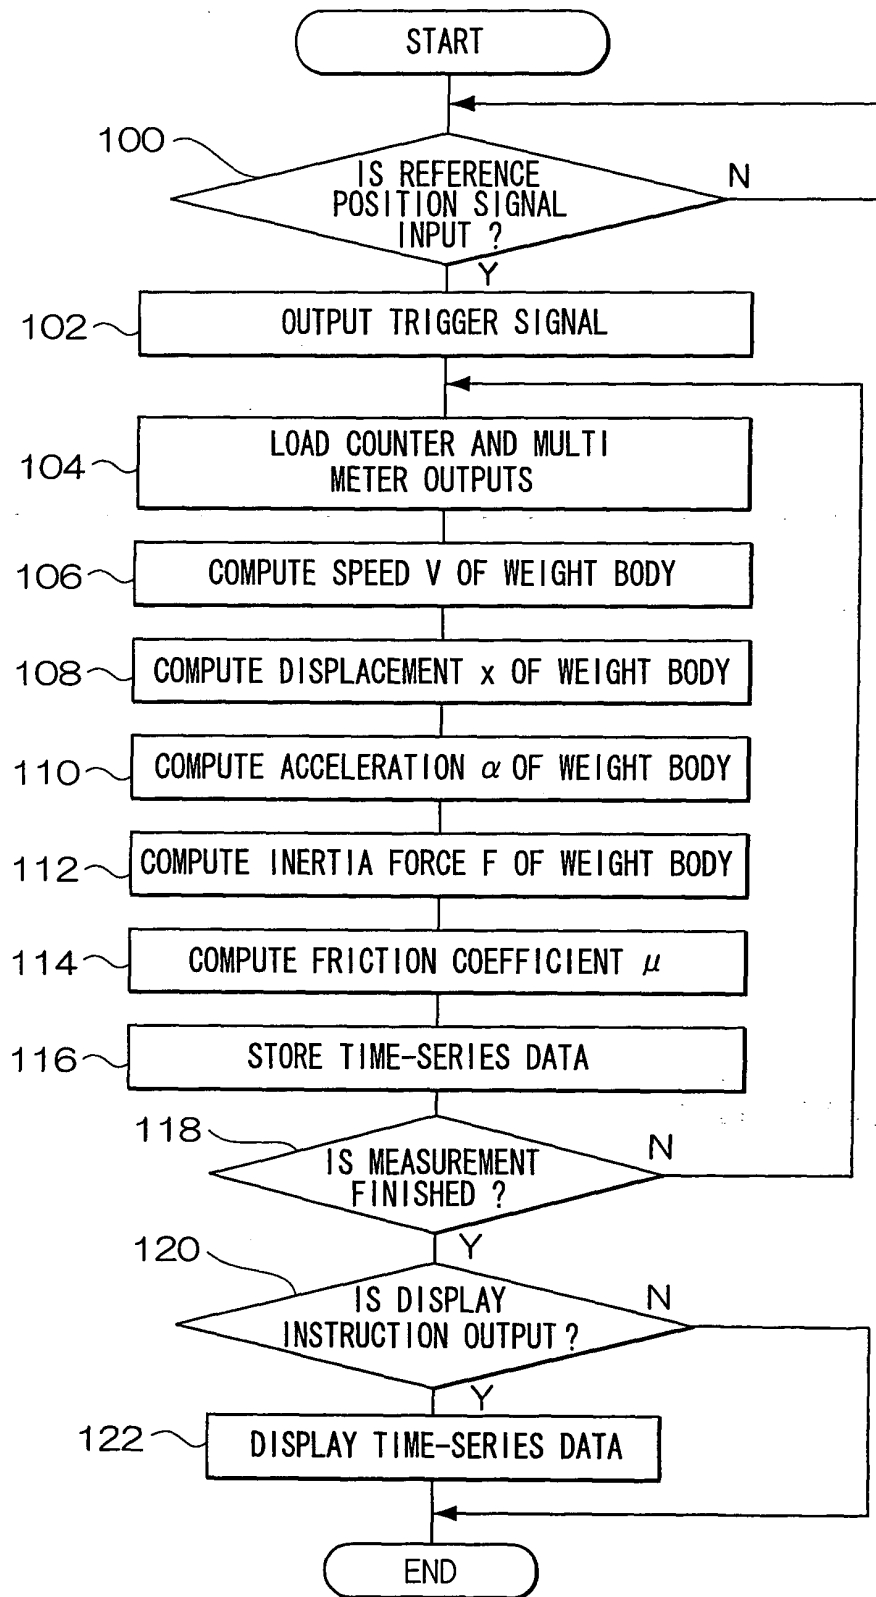 START
100
IS REFERENCE
POSITION SIGNAL
INPUT ?
N
Y
102
OUTPUT TRIGGER SIGNAL
104
LOAD COUNTER AND MULTI
METER OUTPUTS
106
COMPUTE SPEED V OF WEIGHT BODY
108
COMPUTE DISPLACEMENT x OF WEIGHT BODY
110
COMPUTE ACCELERATION α OF WEIGHT BODY
112
COMPUTE INERTIA FORCE F OF WEIGHT BODY
114
COMPUTE FRICTION COEFFICIENT μ
116
STORE TIME-SERIES DATA
118
IS MEASUREMENT
FINISHED ?
N
Y
120
IS DISPLAY
INSTRUCTION OUTPUT ?
N
Y
122
DISPLAY TIME-SERIES DATA
END